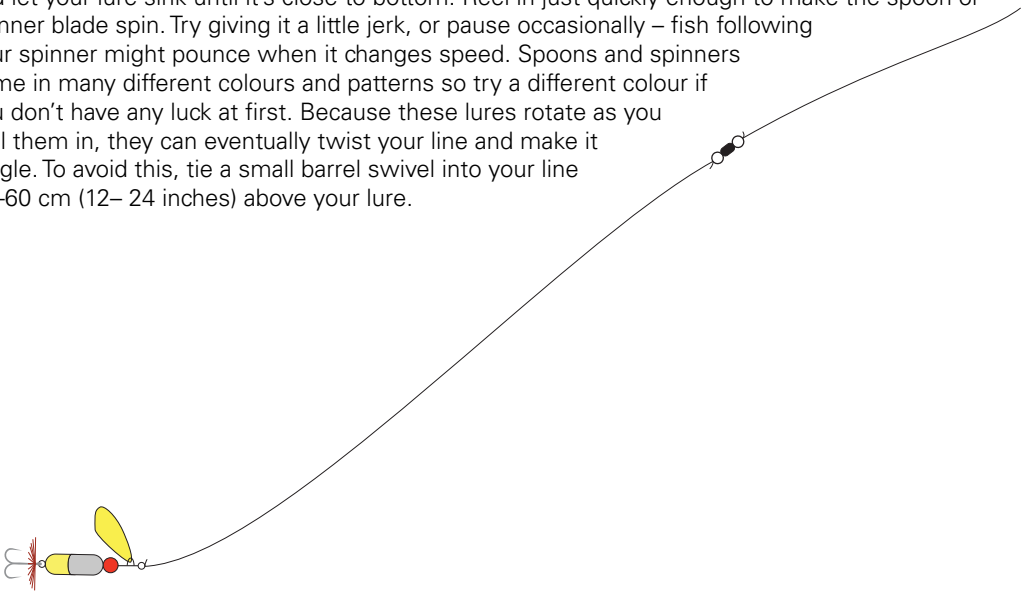 let your lure sink until it's close to bottom. Reel in just quickly enough to make the spoon or
nner blade spin. Try giving it a little jerk, or pause occasionally – fish following
ur spinner might pounce when it changes speed. Spoons and spinners
me in many different colours and patterns so try a different colour if
u don't have any luck at first. Because these lures rotate as you
l them in, they can eventually twist your line and make it
gle. To avoid this, tie a small barrel swivel into your line
–60 cm (12– 24 inches) above your lure.